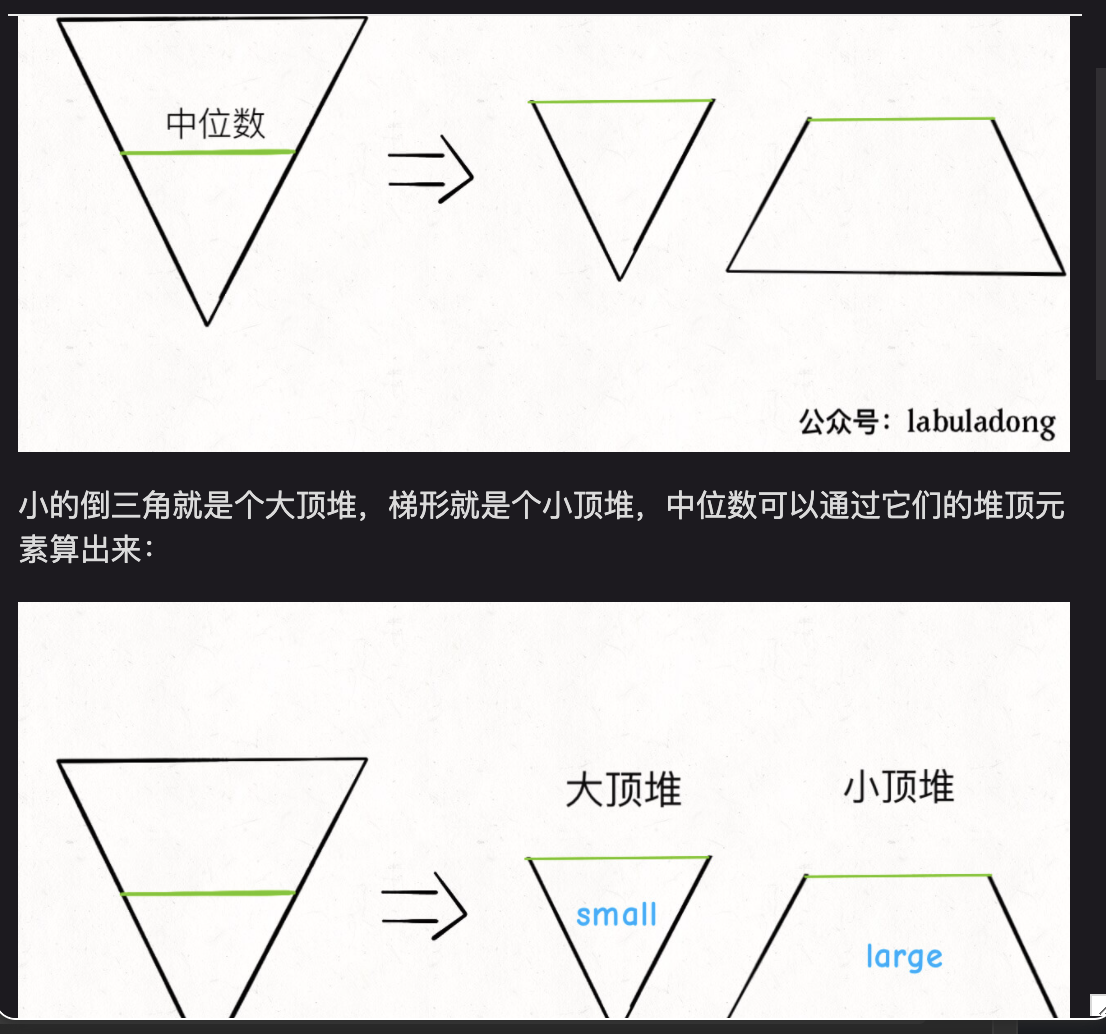 中位数
公众号：labuladong
小的倒三角就是个大顶堆，梯形就是个小顶堆，中位数可以通过它们的堆顶元
素算出来：
大顶堆
小顶堆
small
large